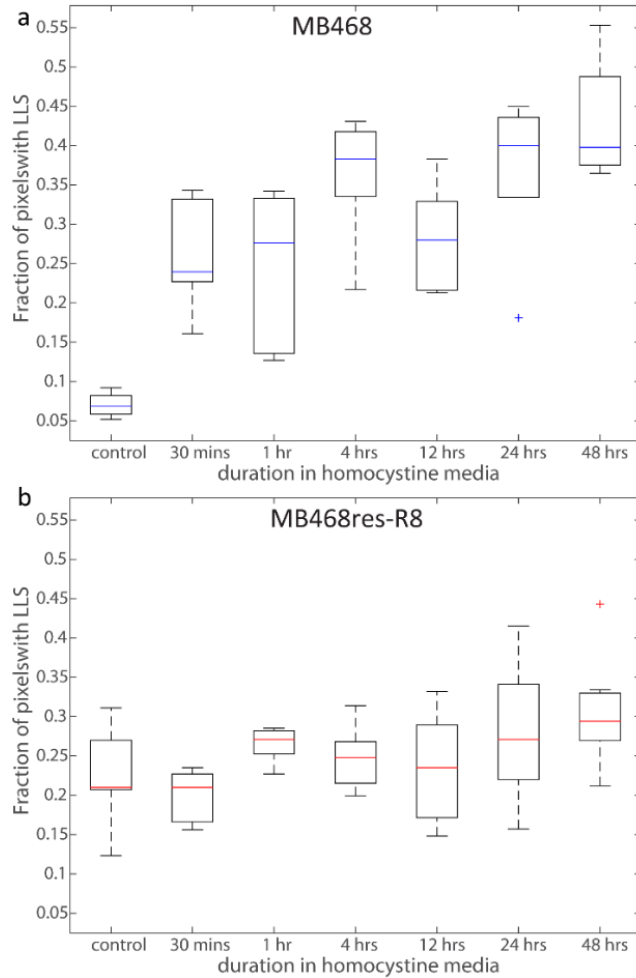 a
MB468
0.55
0.5
0.45
0.4
0.35
0.3
0.25
0.2
0.15
0.1
0.05
Fraction of pixelswith LLS
control 30 mins 1 hr 4 hrs 12 hrs 24 hrs 48 hrs
duration in homocystine media
b
MB468res-R8
0.55
0.5
0.45
0.4
0.35
0.3
0.25
0.2
0.15
0.1
0.05
Fraction of pixelswith LLS
control 30 mins 1 hr 4 hrs 12 hrs 24 hrs 48 hrs
duration in homocystine media